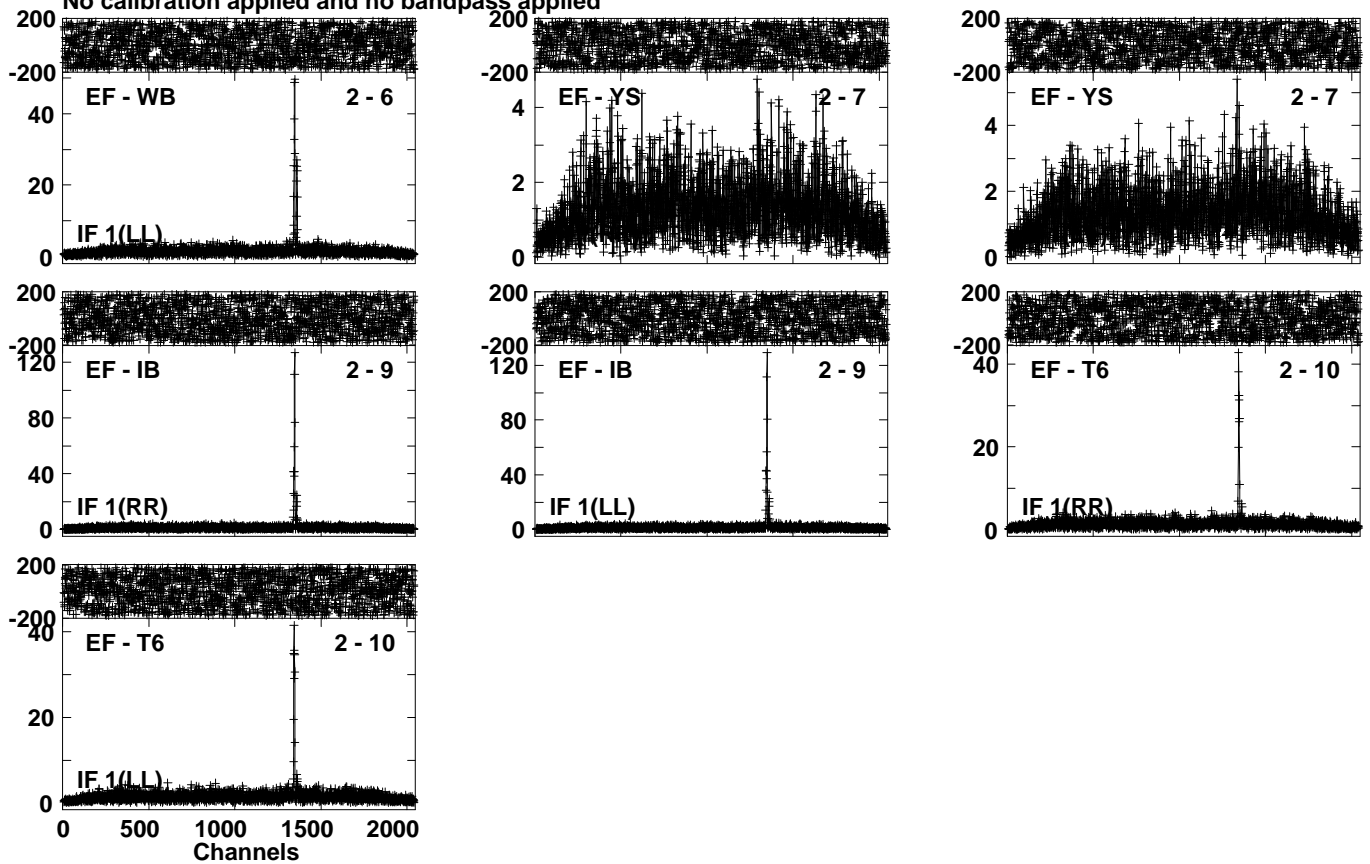 No calibration applied and no bandpass applied
200
-200
EF - WB 2 - 6
40
20
0
IF 1(LL)
200
-200
EF - YS 2 - 7
4
2
0
200
-200
EF - YS 2 - 7
4
2
0
200
-200
120
EF - IB 2 - 9
80
40
0
IF 1(RR)
200
-200
120
EF - IB 2 - 9
80
40
0
IF 1(LL)
200
-200
40
EF - T6 2 - 10
20
0
IF 1(RR)
200
-200
40
EF - T6 2 - 10
20
0
IF 1(LL)
0 500 1000 1500 2000
Channels